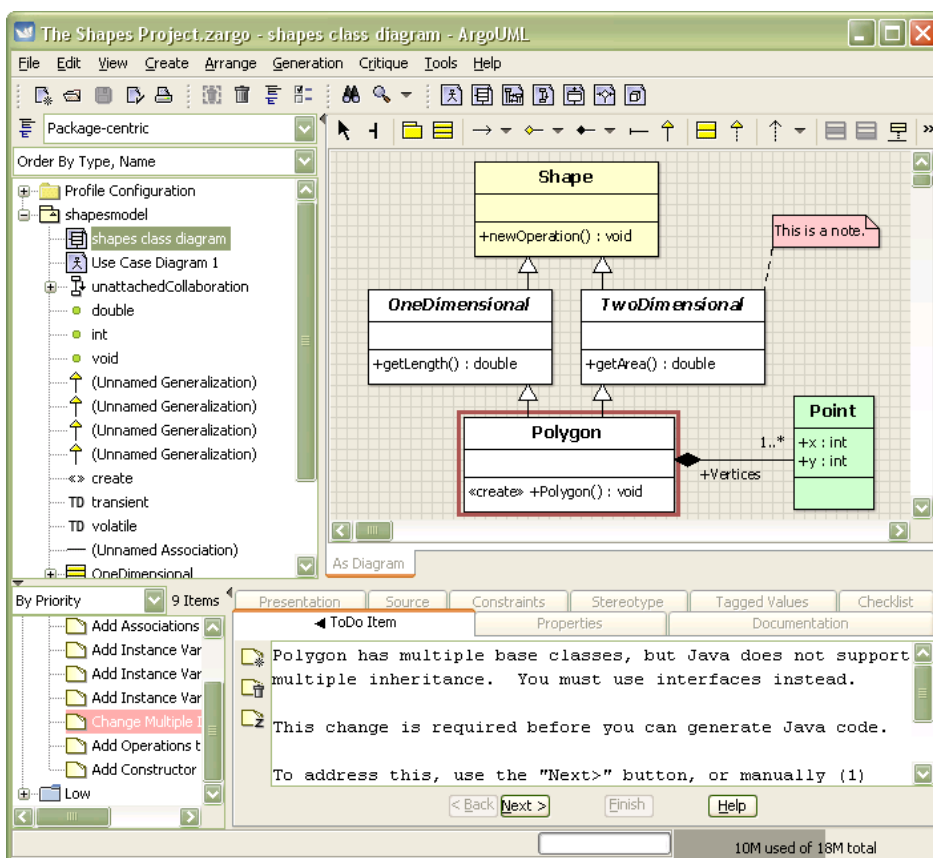 The Shapes Project.zargo - shapes class diagram - ArgoUML
File Edit View Create Arrange Generation Critique Tools Help
Package-centric
Order By Type, Name
Profile Configuration
shapesmodel
shapes class diagram
Use Case Diagram 1
unattachedCollaboration
double
int
void
(Unnamed Generalization)
(Unnamed Generalization)
(Unnamed Generalization)
(Unnamed Generalization)
«» create
TD transient
TD volatile
(Unnamed Association)
OneDimensional
Shape
+newOperation() : void
This is a note.
OneDimensional
+getLength() : double
TwoDimensional
+getArea() : double
Polygon
«create» +Polygon() : void
1..*
+Vertices
Point
+x : int
+y : int
As Diagram
By Priority
9 Items
Add Associations
Add Instance Var
Add Instance Var
Add Instance Var
Change Multiple I
Add Operations t
Add Constructor
Low
Presentation Source Constraints Stereotype Tagged Values Checklist
ToDo Item Properties Documentation
Polygon has multiple base classes, but Java does not support
multiple inheritance. You must use interfaces instead.
This change is required before you can generate Java code.
To address this, use the "Next>" button, or manually (1)
< Back Next > Finish Help
10M used of 18M total